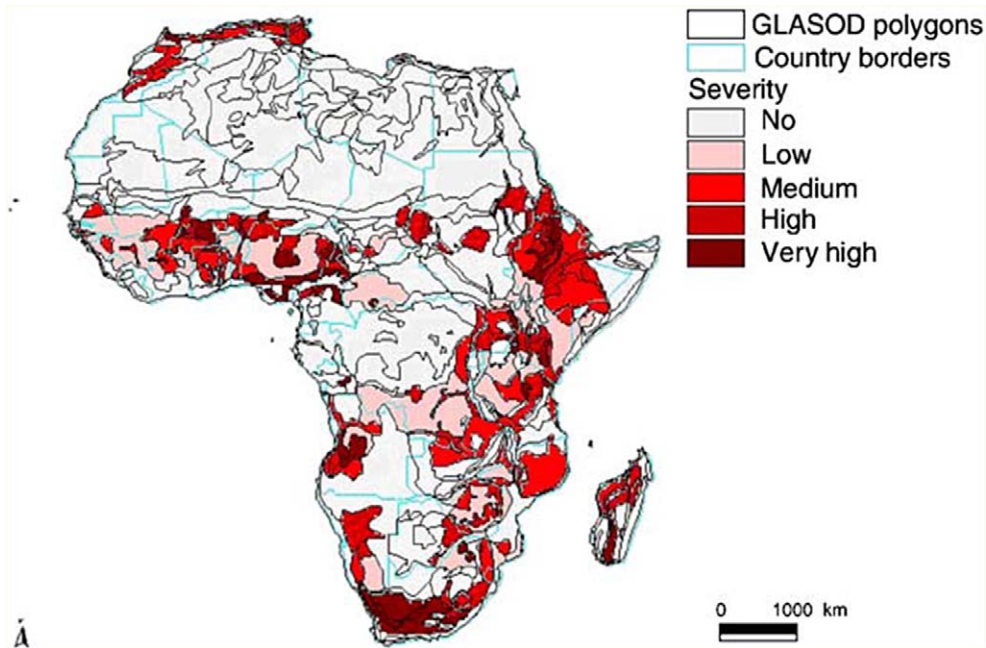 GLASOD polygons
Country borders
Severity
No
Low
Medium
High
Very high
0 1000 km